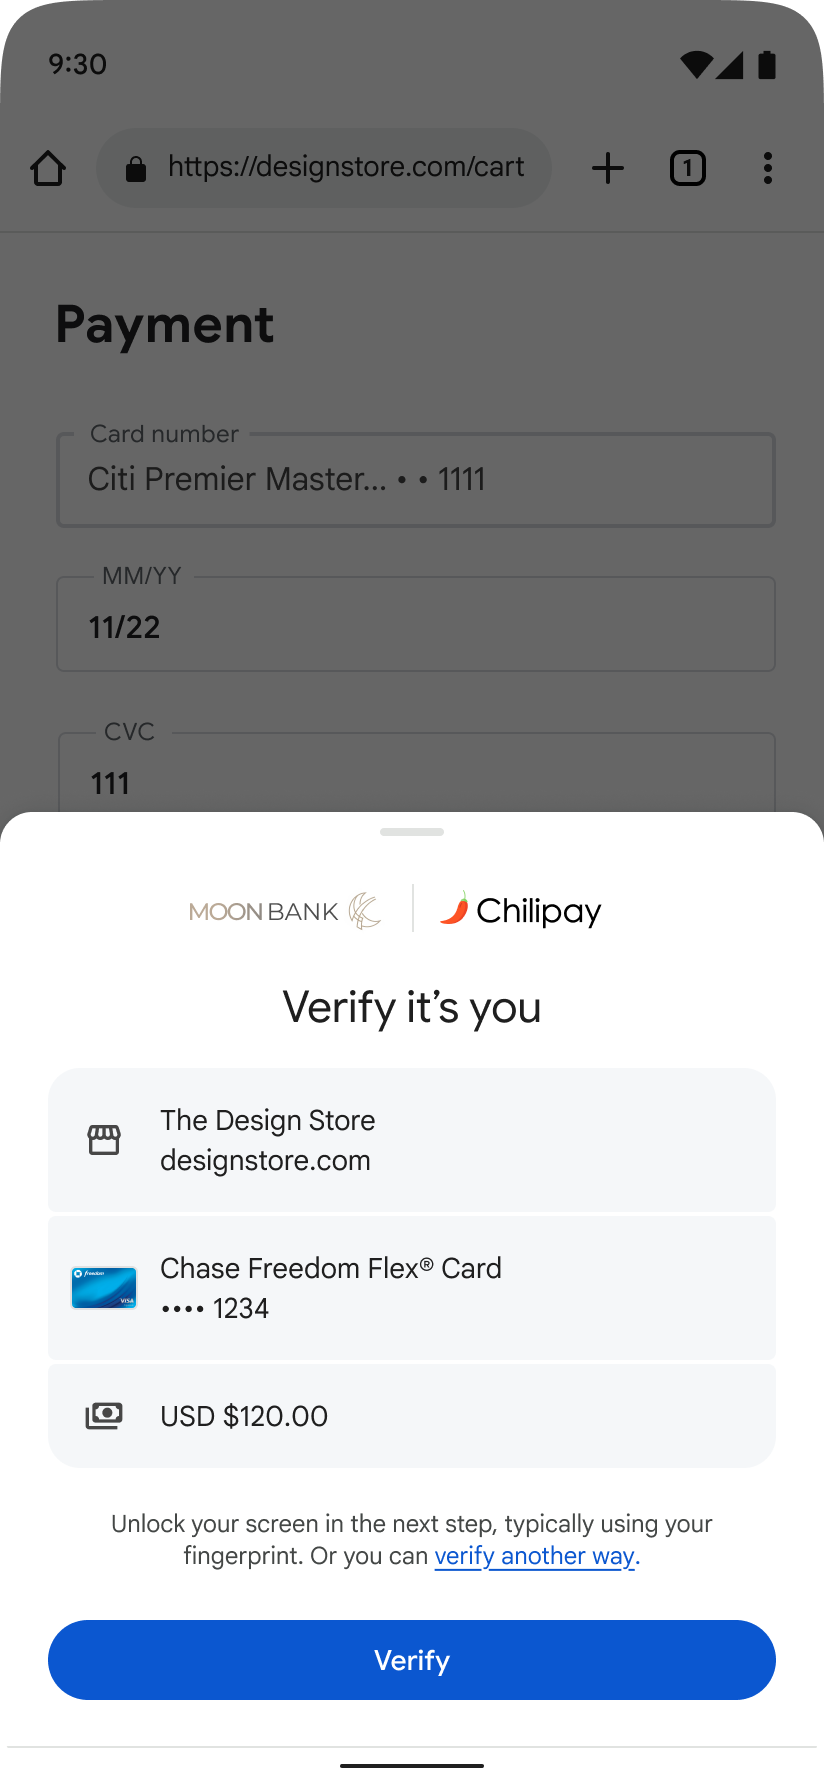 9:30
https://designstore.com/cart
1
Payment
Card number
Citi Premier Master... • • 1111
MM/YY
11/22
CVC
111
MOON BANK
Chilipay
Verify it’s you
The Design Store
designstore.com
freedom
VISA
Chase Freedom Flex® Card
•••• 1234
USD $120.00
Unlock your screen in the next step, typically using your
fingerprint. Or you can verify another way.
Verify